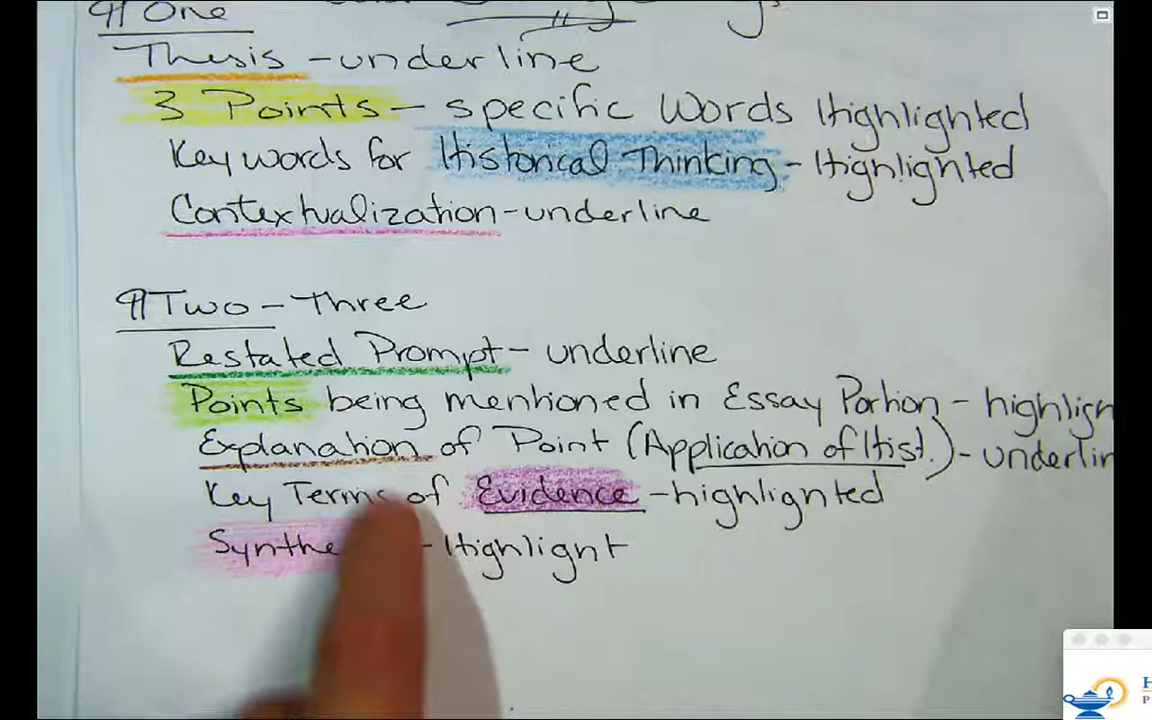 ¶ One
Thesis - underline
3 Points - specific Words Highlighted
Key words for Historical Thinking - Highlighted
Contextualization - underline
¶ Two - Three
Restated Prompt - underline
Points being mentioned in Essay Portion - highligh
Explanation of Point (Application of Hist.) - underlin
Key Terms of Evidence - highlighted
Synthe - Highlight
H
P